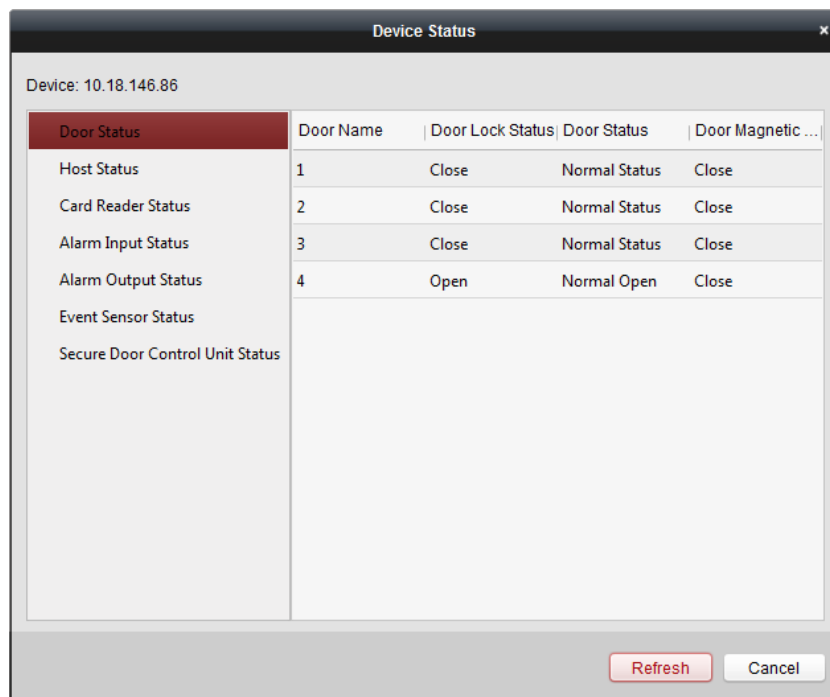 Device Status
×
Device: 10.18.146.86
Door Status
Host Status
Card Reader Status
Alarm Input Status
Alarm Output Status
Event Sensor Status
Secure Door Control Unit Status
Door Name Door Lock Status Door Status Door Magnetic ...
1 Close Normal Status Close
2 Close Normal Status Close
3 Close Normal Status Close
4 Open Normal Open Close
Refresh Cancel